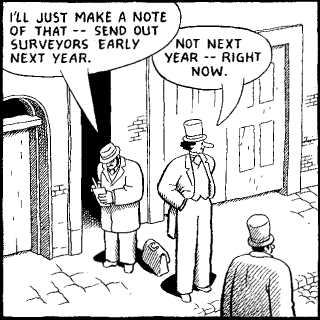 I'LL JUST MAKE A NOTE
OF THAT -- SEND OUT
SURVEYORS EARLY
NEXT YEAR.
NOT NEXT
YEAR -- RIGHT
NOW.